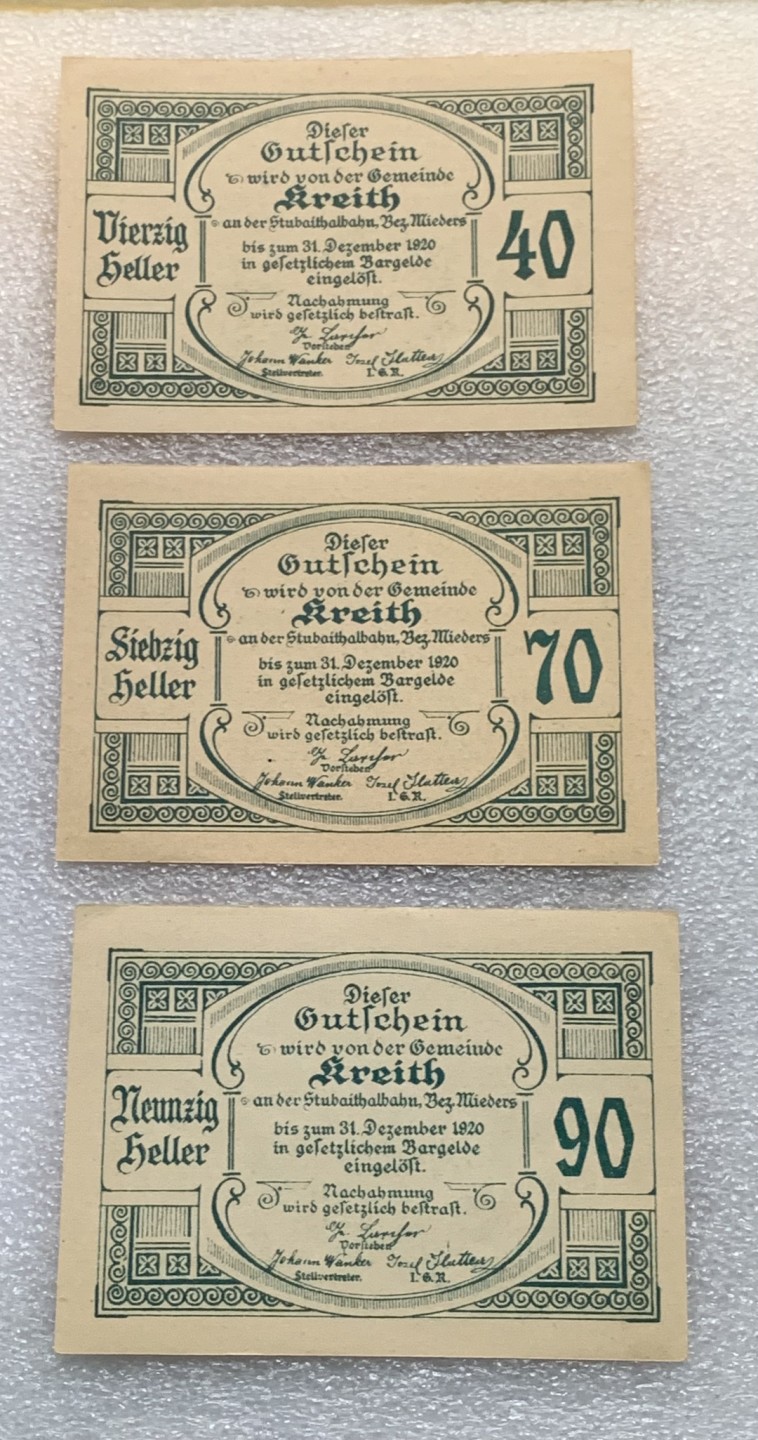 Dieser
Gutschein
wird von der Gemeinde
Kreith
an der Stubaithalbahn, Bez. Mieders
Vierzig
Heller
40
bis zum 31. Dezember 1920
in gesetzlichem Bargelde
eingelöst.
Nachahmung
wird gesetzlich bestraft.
Vorsteher
Johann Wanker Josef
Stellvertreter. I. G. R.
Dieser
Gutschein
wird von der Gemeinde
Kreith
an der Stubaithalbahn, Bez. Mieders
Siebzig
Heller
70
bis zum 31. Dezember 1920
in gesetzlichem Bargelde
eingelöst.
Nachahmung
wird gesetzlich bestraft.
Vorsteher
Johann Wanker Josef
Stellvertreter. I. G. R.
Dieser
Gutschein
wird von der Gemeinde
Kreith
an der Stubaithalbahn, Bez. Mieders
Neunzig
Heller
90
bis zum 31. Dezember 1920
in gesetzlichem Bargelde
eingelöst.
Nachahmung
wird gesetzlich bestraft.
Vorsteher
Johann Wanker Josef
Stellvertreter. I. G. R.